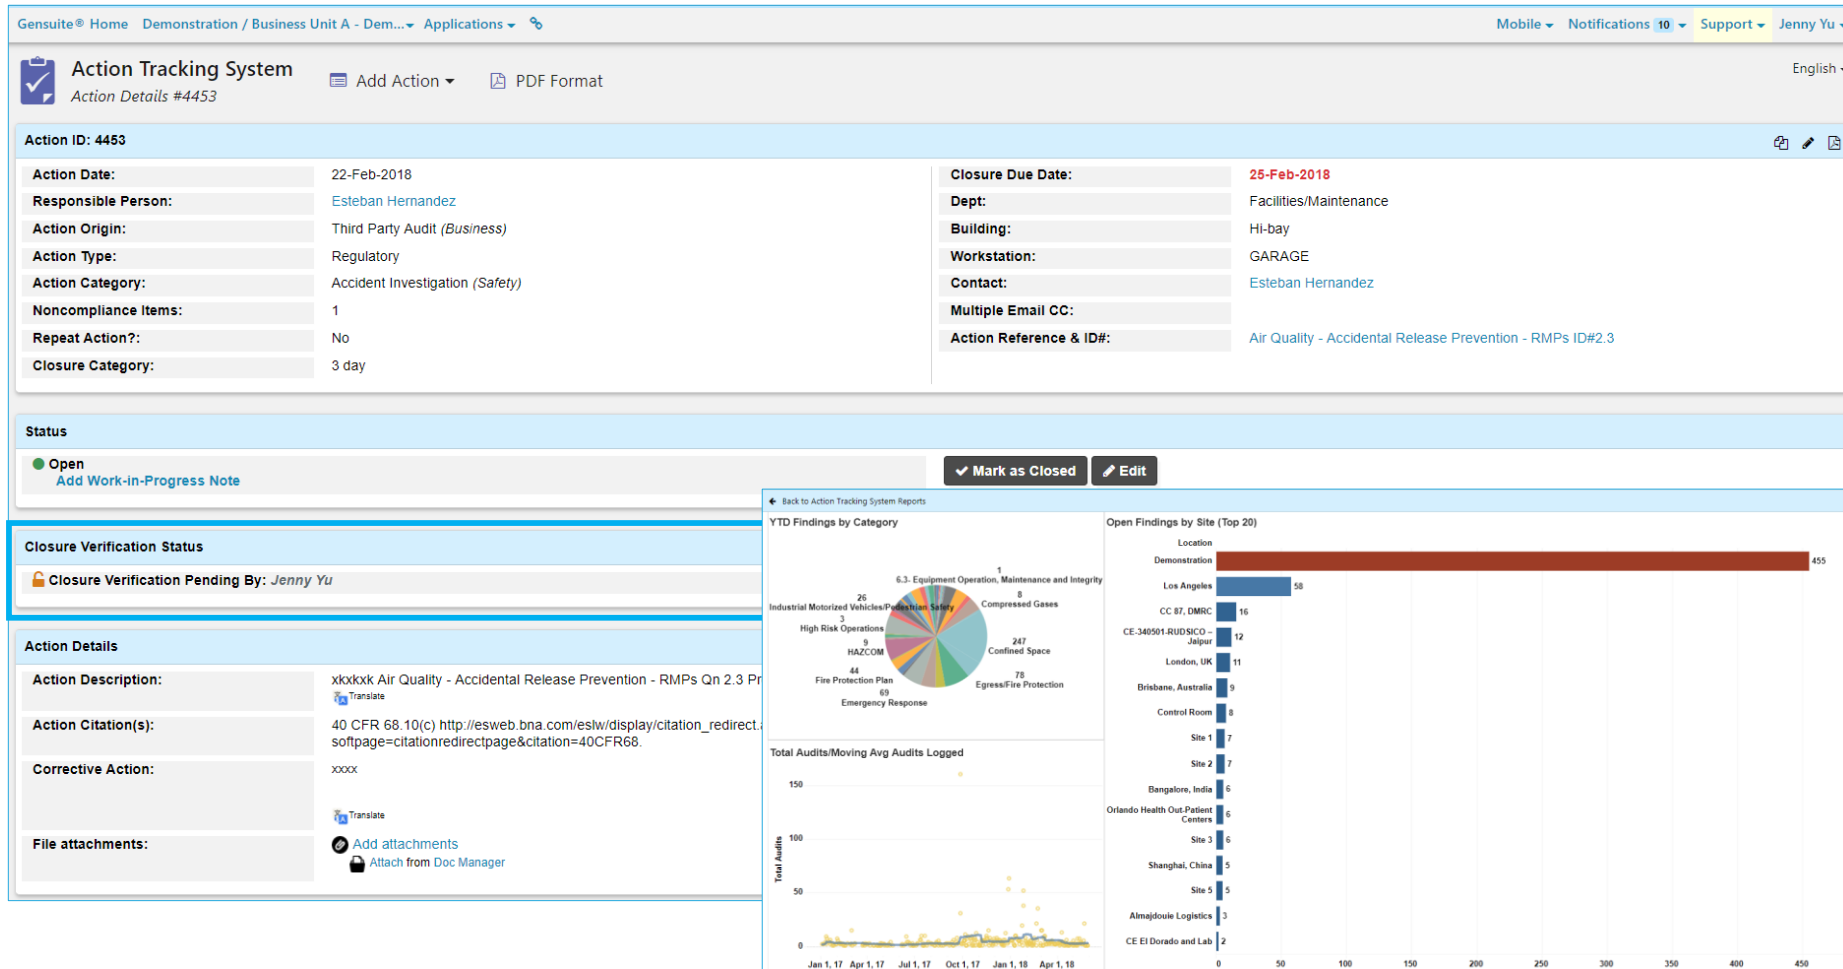 Gensuite® Home Demonstration / Business Unit A - Dem... Applications
Mobile Notifications 10 Support Jenny Yu
Action Tracking System
Action Details #4453
Add Action
PDF Format
English
Action ID: 4453
Action Date: 22-Feb-2018
Responsible Person: Esteban Hernandez
Action Origin: Third Party Audit (Business)
Action Type: Regulatory
Action Category: Accident Investigation (Safety)
Noncompliance Items: 1
Repeat Action?: No
Closure Category: 3 day
Closure Due Date: 25-Feb-2018
Dept: Facilities/Maintenance
Building: Hi-bay
Workstation: GARAGE
Contact: Esteban Hernandez
Multiple Email CC:
Action Reference & ID#: Air Quality - Accidental Release Prevention - RMPs ID#2.3
Status
Open
Add Work-in-Progress Note
Mark as Closed Edit
Closure Verification Status
Closure Verification Pending By: Jenny Yu
Action Details
Action Description: xkxkxk Air Quality - Accidental Release Prevention - RMPs Qn 2.3 Pr
Translate
Action Citation(s): 40 CFR 68.10(c) http://esweb.bna.com/eslw/display/citation_redirect.
softpage=citationredirectpage&citation=40CFR68.
Corrective Action: xxxx
Translate
File attachments: Add attachments
Attach from Doc Manager
Back to Action Tracking System Reports
YTD Findings by Category
1
6.3- Equipment Operation, Maintenance and Integrity
8
Compressed Gases
26
Industrial Motorized Vehicles/Pedestrian Safety
3
High Risk Operations
9
HAZCOM
247
Confined Space
44
Fire Protection Plan
78
Egress/Fire Protection
69
Emergency Response
Total Audits/Moving Avg Audits Logged
Total Audits
150
100
50
0
Jan 1, 17 Apr 1, 17 Jul 1, 17 Oct 1, 17 Jan 1, 18 Apr 1, 18
Open Findings by Site (Top 20)
Location
Demonstration 455
Los Angeles 58
CC 87, DMRC 16
CE-340501-RUDSICO –
Jaipur 12
London, UK 11
Brisbane, Australia 9
Control Room 8
Site 1 7
Site 2 7
Bangalore, India 6
Orlando Health Out-Patient
Centers 6
Site 3 6
Shanghai, China 5
Site 5 5
Almajdouie Logistics 3
CE El Dorado and Lab 2
0 50 100 150 200 250 300 350 400 450